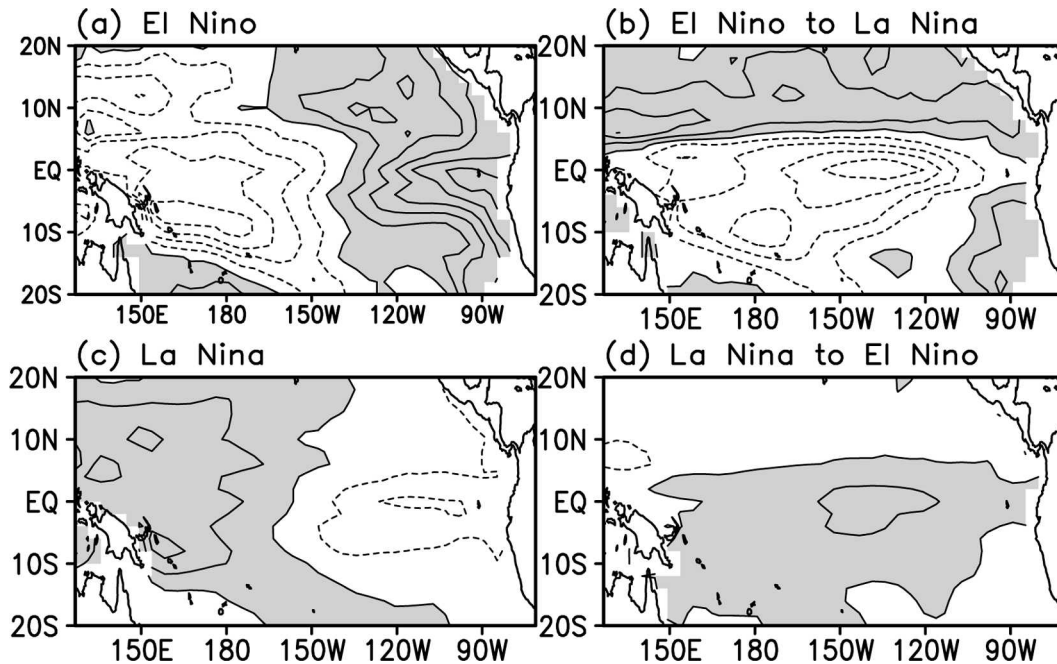 (a) El Nino
(b) El Nino to La Nina
20N
10N
EQ
10S
20S
150E 180 150W 120W 90W
20N
10N
EQ
10S
20S
150E 180 150W 120W 90W
(c) La Nina
(d) La Nina to El Nino
20N
10N
EQ
10S
20S
150E 180 150W 120W 90W
20N
10N
EQ
10S
20S
150E 180 150W 120W 90W